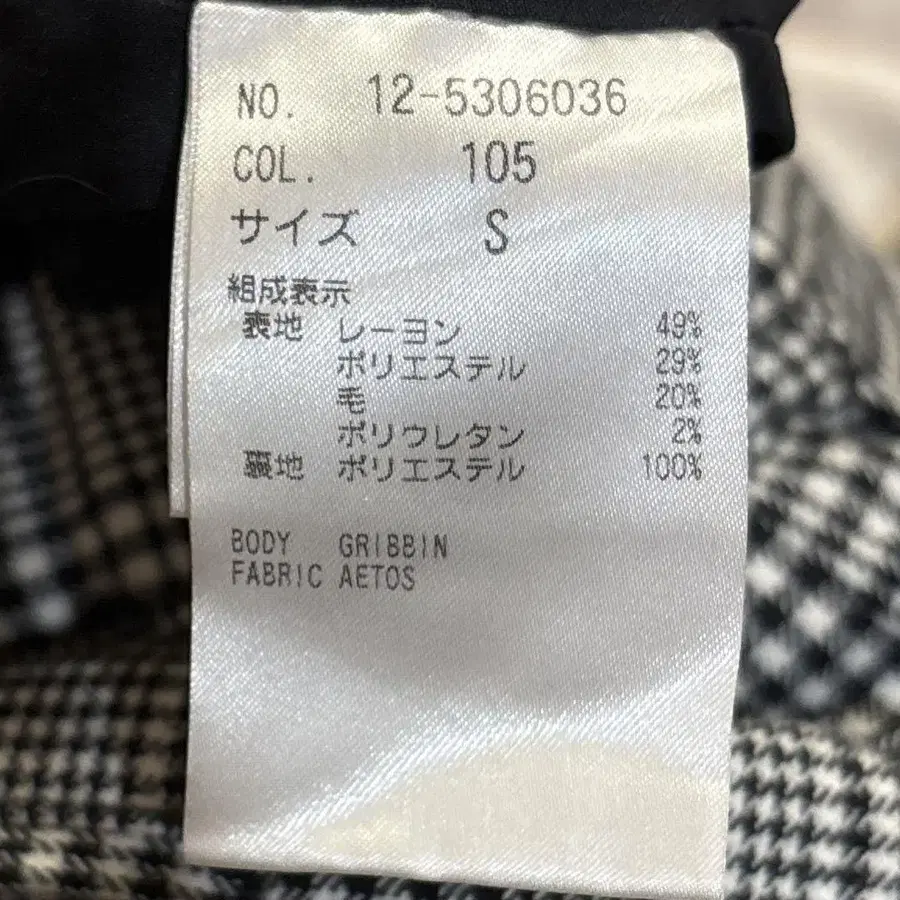 NO. 12-5306036
COL. 105
サイズ S
組成表示
表地 レーヨン 49%
ポリエステル 29%
毛 20%
ポリウレタン 2%
裏地 ポリエステル 100%
BODY GRIBBIN
FABRIC AETOS